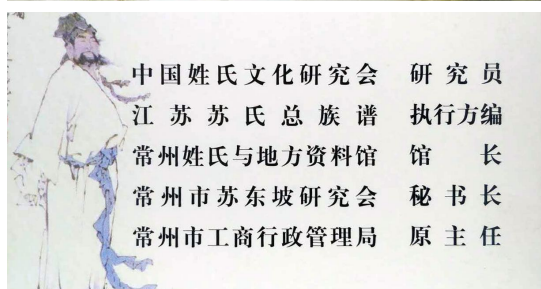 中国姓氏文化研究会 研究员
江苏苏氏总族谱 执行方编
常州姓氏与地方资料馆 馆长
常州市苏东坡研究会 秘书长
常州市工商行政管理局 原主任